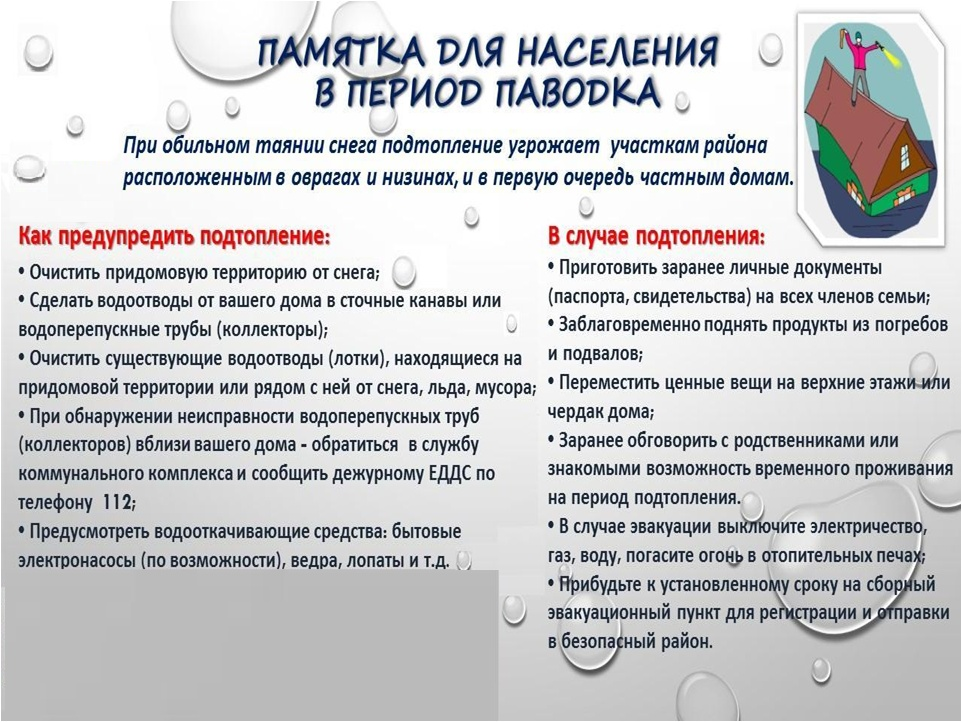 ПАМЯТКА ДЛЯ НАСЕЛЕНИЯ
В ПЕРИОД ПАВОДКА
При обильном таянии снега подтопление угрожает участкам района
расположенным в оврагах и низинах, и в первую очередь частным домам.
Как предупредить подтопление:
• Очистить придомовую территорию от снега;
• Сделать водоотводы от вашего дома в сточные канавы или
водоперепускные трубы (коллекторы);
• Очистить существующие водоотводы (лотки), находящиеся на
придомовой территории или рядом с ней от снега, льда, мусора;
• При обнаружении неисправности водоперепускных труб
(коллекторов) вблизи вашего дома - обратиться в службу
коммунального комплекса и сообщить дежурному ЕДДС по
телефону 112;
• Предусмотреть водооткачивающие средства: бытовые
электронасосы (по возможности), ведра, лопаты и т.д.
В случае подтопления:
• Приготовить заранее личные документы
(паспорта, свидетельства) на всех членов семьи;
• Заблаговременно поднять продукты из погребов
и подвалов;
• Переместить ценные вещи на верхние этажи или
чердак дома;
• Заранее обговорить с родственниками или
знакомыми возможность временного проживания
на период подтопления.
• В случае эвакуации выключите электричество,
газ, воду, погасите огонь в отопительных печах;
• Прибудьте к установленному сроку на сборный
эвакуационный пункт для регистрации и отправки
в безопасный район.